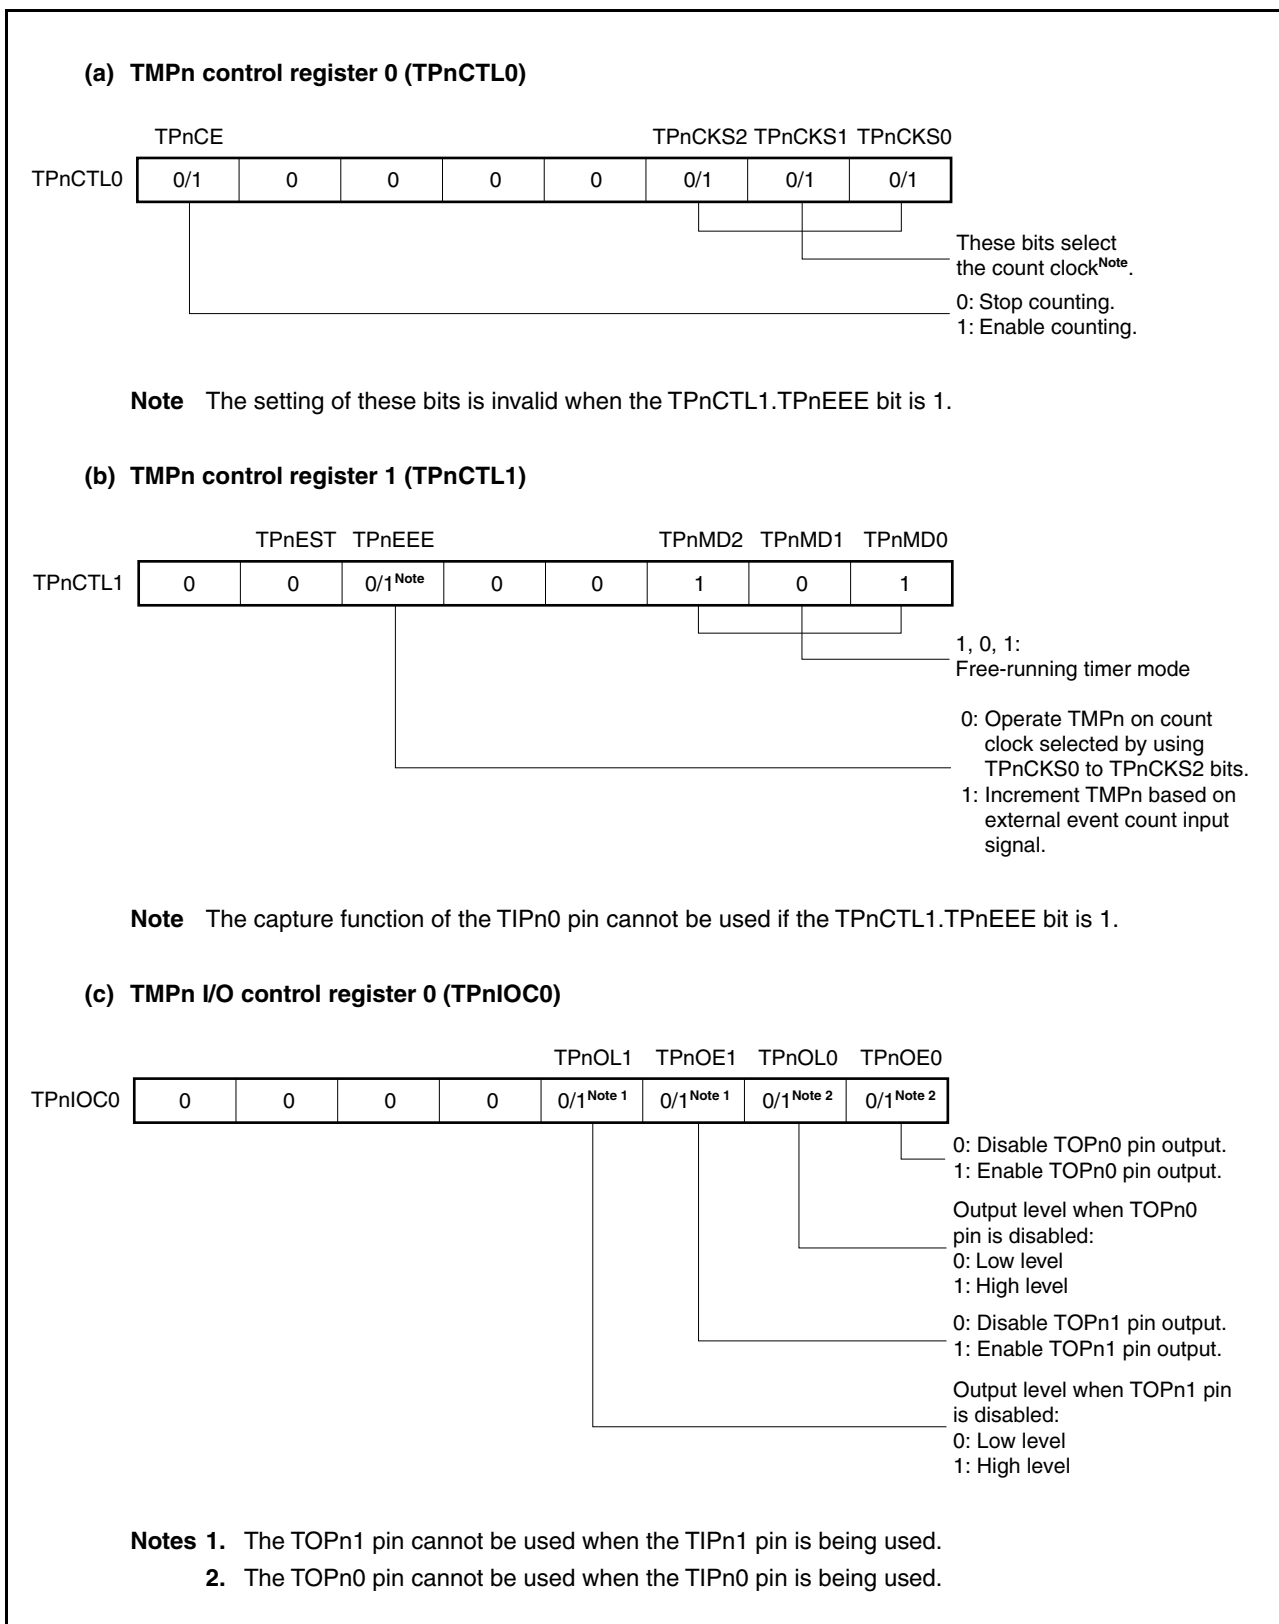 (a) TMPn control register 0 (TPnCTL0)
TPnCE TPnCKS2 TPnCKS1 TPnCKS0
TPnCTL0 0/1 0 0 0 0 0/1 0/1 0/1
These bits select
the count clockNote.
0: Stop counting.
1: Enable counting.
Note The setting of these bits is invalid when the TPnCTL1.TPnEEE bit is 1.
(b) TMPn control register 1 (TPnCTL1)
TPnEST TPnEEE TPnMD2 TPnMD1 TPnMD0
TPnCTL1 0 0 0/1Note 0 0 1 0 1
1, 0, 1:
Free-running timer mode
0: Operate TMPn on count
clock selected by using
TPnCKS0 to TPnCKS2 bits.
1: Increment TMPn based on
external event count input
signal.
Note The capture function of the TIPn0 pin cannot be used if the TPnCTL1.TPnEEE bit is 1.
(c) TMPn I/O control register 0 (TPnIOC0)
TPnOL1 TPnOE1 TPnOL0 TPnOE0
TPnIOC0 0 0 0 0 0/1Note 1 0/1Note 1 0/1Note 2 0/1Note 2
0: Disable TOPn0 pin output.
1: Enable TOPn0 pin output.
Output level when TOPn0
pin is disabled:
0: Low level
1: High level
0: Disable TOPn1 pin output.
1: Enable TOPn1 pin output.
Output level when TOPn1 pin
is disabled:
0: Low level
1: High level
Notes 1. The TOPn1 pin cannot be used when the TIPn1 pin is being used.
2. The TOPn0 pin cannot be used when the TIPn0 pin is being used.